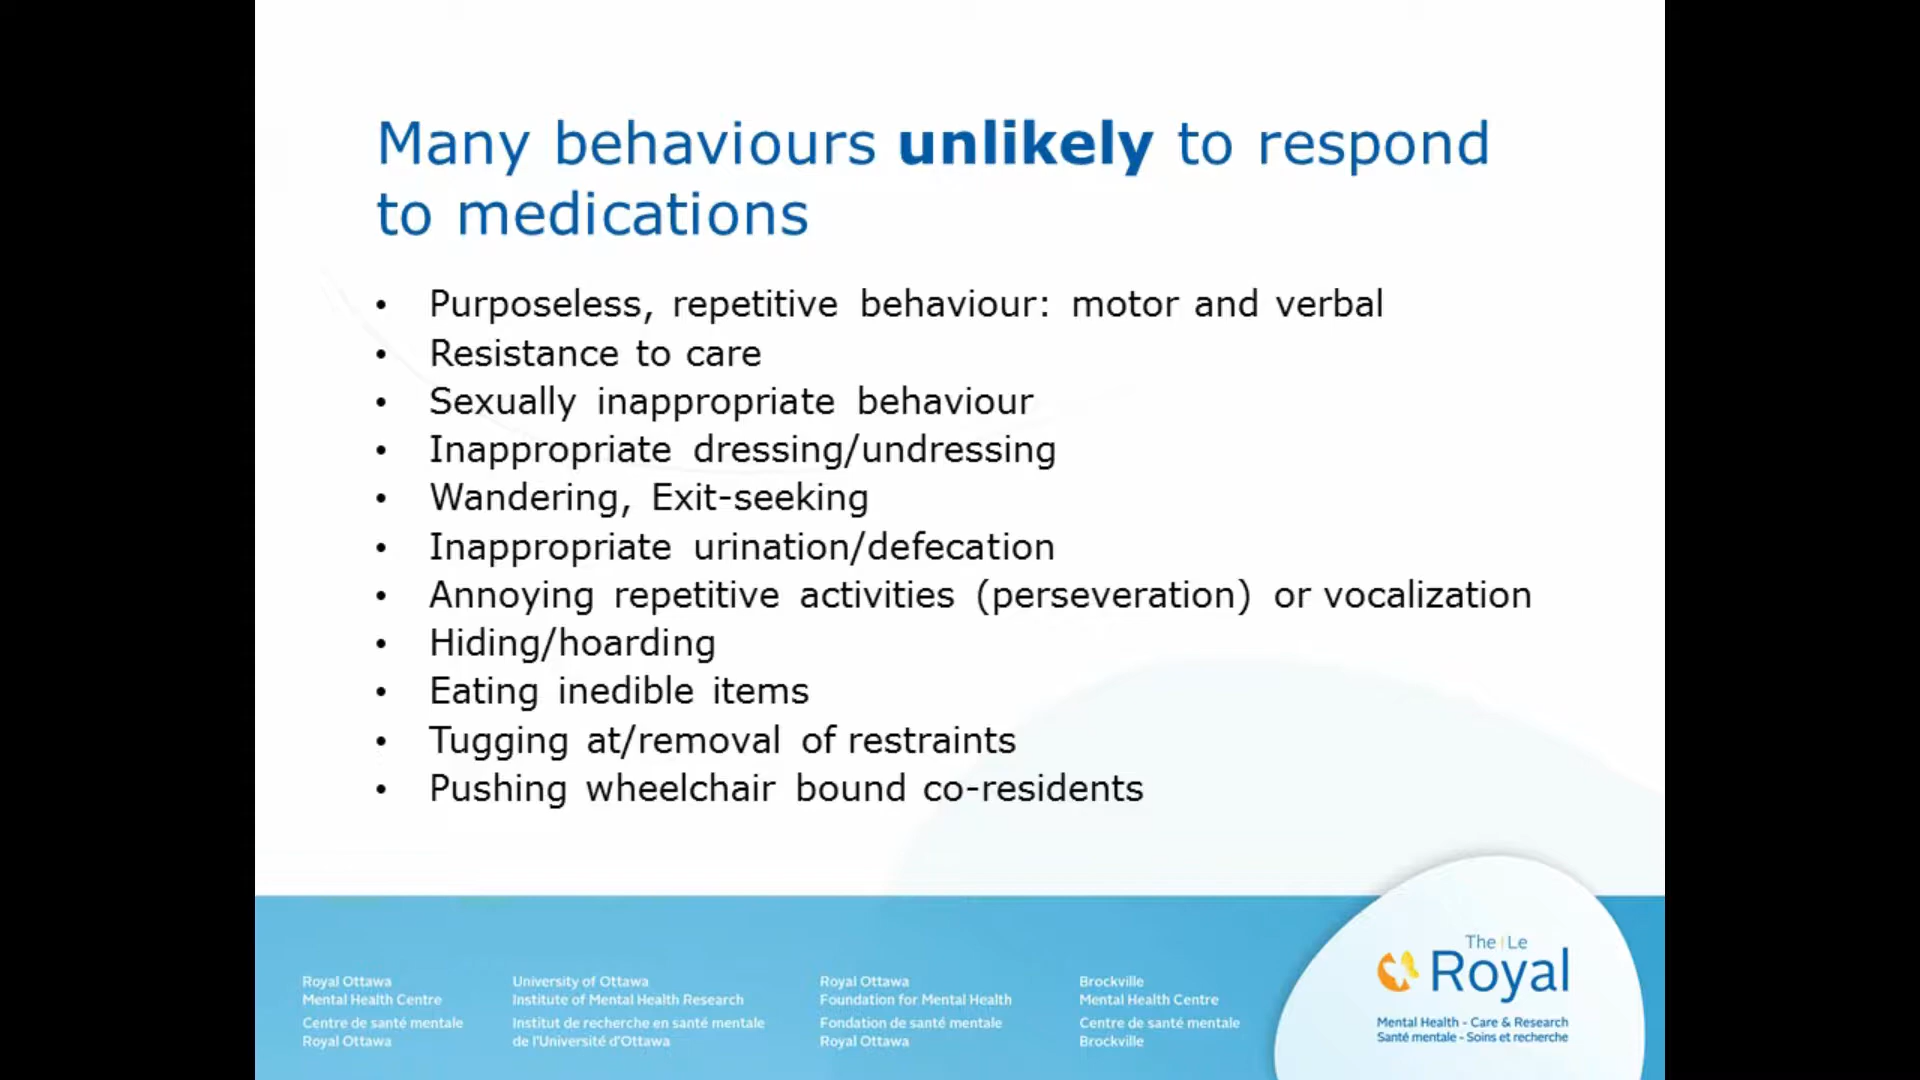 Many behaviours unlikely to respond
to medications
• Purposeless, repetitive behaviour: motor and verbal
• Resistance to care
• Sexually inappropriate behaviour
• Inappropriate dressing/undressing
• Wandering, Exit-seeking
• Inappropriate urination/defecation
• Annoying repetitive activities (perseveration) or vocalization
• Hiding/hoarding
• Eating inedible items
• Tugging at/removal of restraints
• Pushing wheelchair bound co-residents
Royal Ottawa
Mental Health Centre
Centre de santé mentale
Royal Ottawa
University of Ottawa
Institute of Mental Health Research
Institut de recherche en santé mentale
de l'Université d'Ottawa
Royal Ottawa
Foundation for Mental Health
Fondation de santé mentale
Royal Ottawa
Brockville
Mental Health Centre
Centre de santé mentale
Brockville
The | Le
Royal
Mental Health - Care & Research
Santé mentale - Soins et recherche